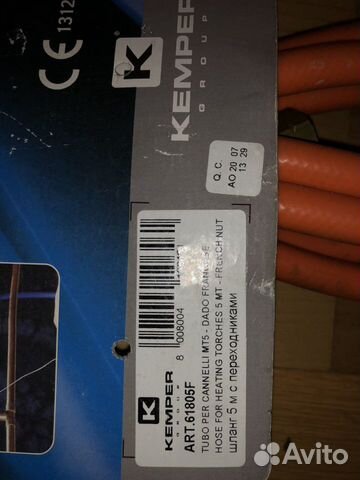 CE 1312
K
KEMPER
GROUP
Q. C.
AO 20 07
13 29
8 008004
K
KEMPER
GROUP
ART.61805F
TUBO PER CANNELLI MT5 - DADO FRANCESE
HOSE FOR HEATING TORCHES 5 MT - FRENCH NUT
шланг 5 м с переходниками
Avito